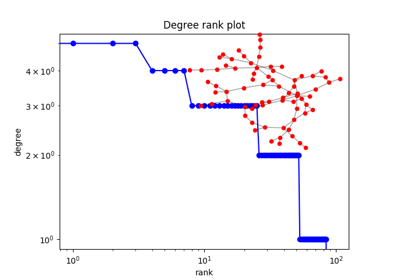 Degree rank plot
degree
4 × 10⁰
3 × 10⁰
2 × 10⁰
10⁰
10⁰ 10¹ 10²
rank